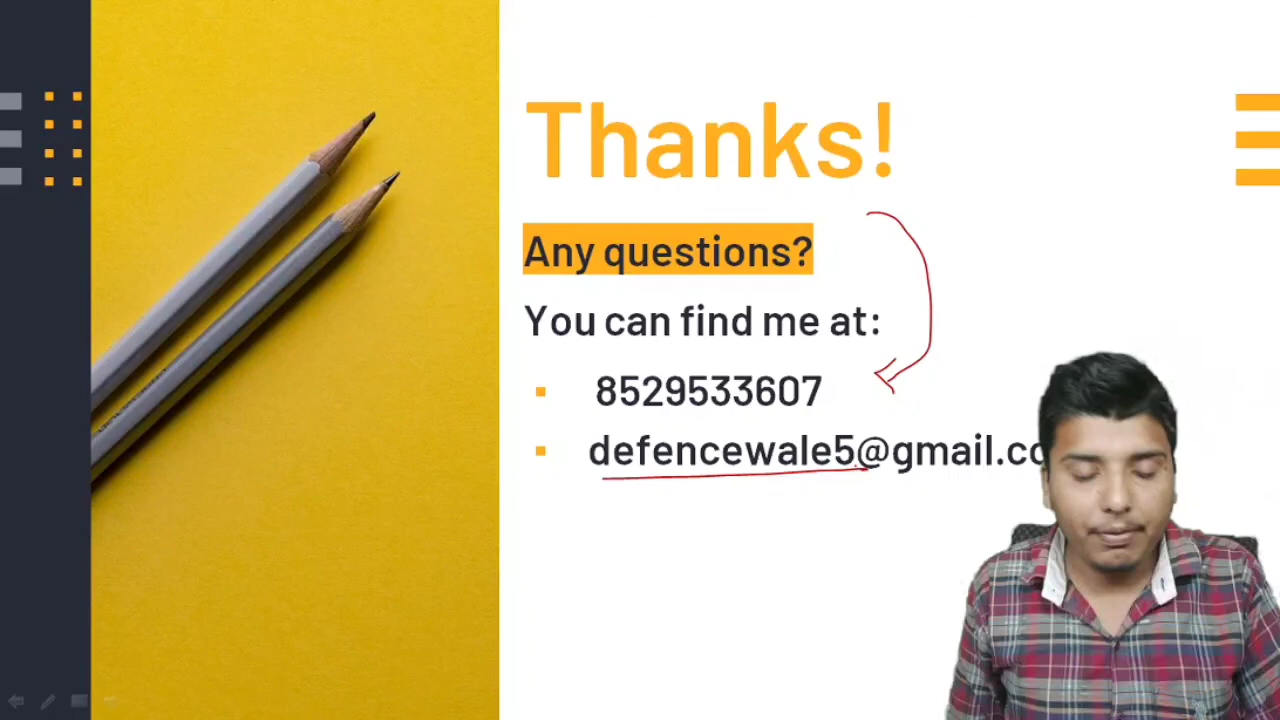 Thanks!
Any questions?
You can find me at:
8529533607
defencewale5@gmail.co